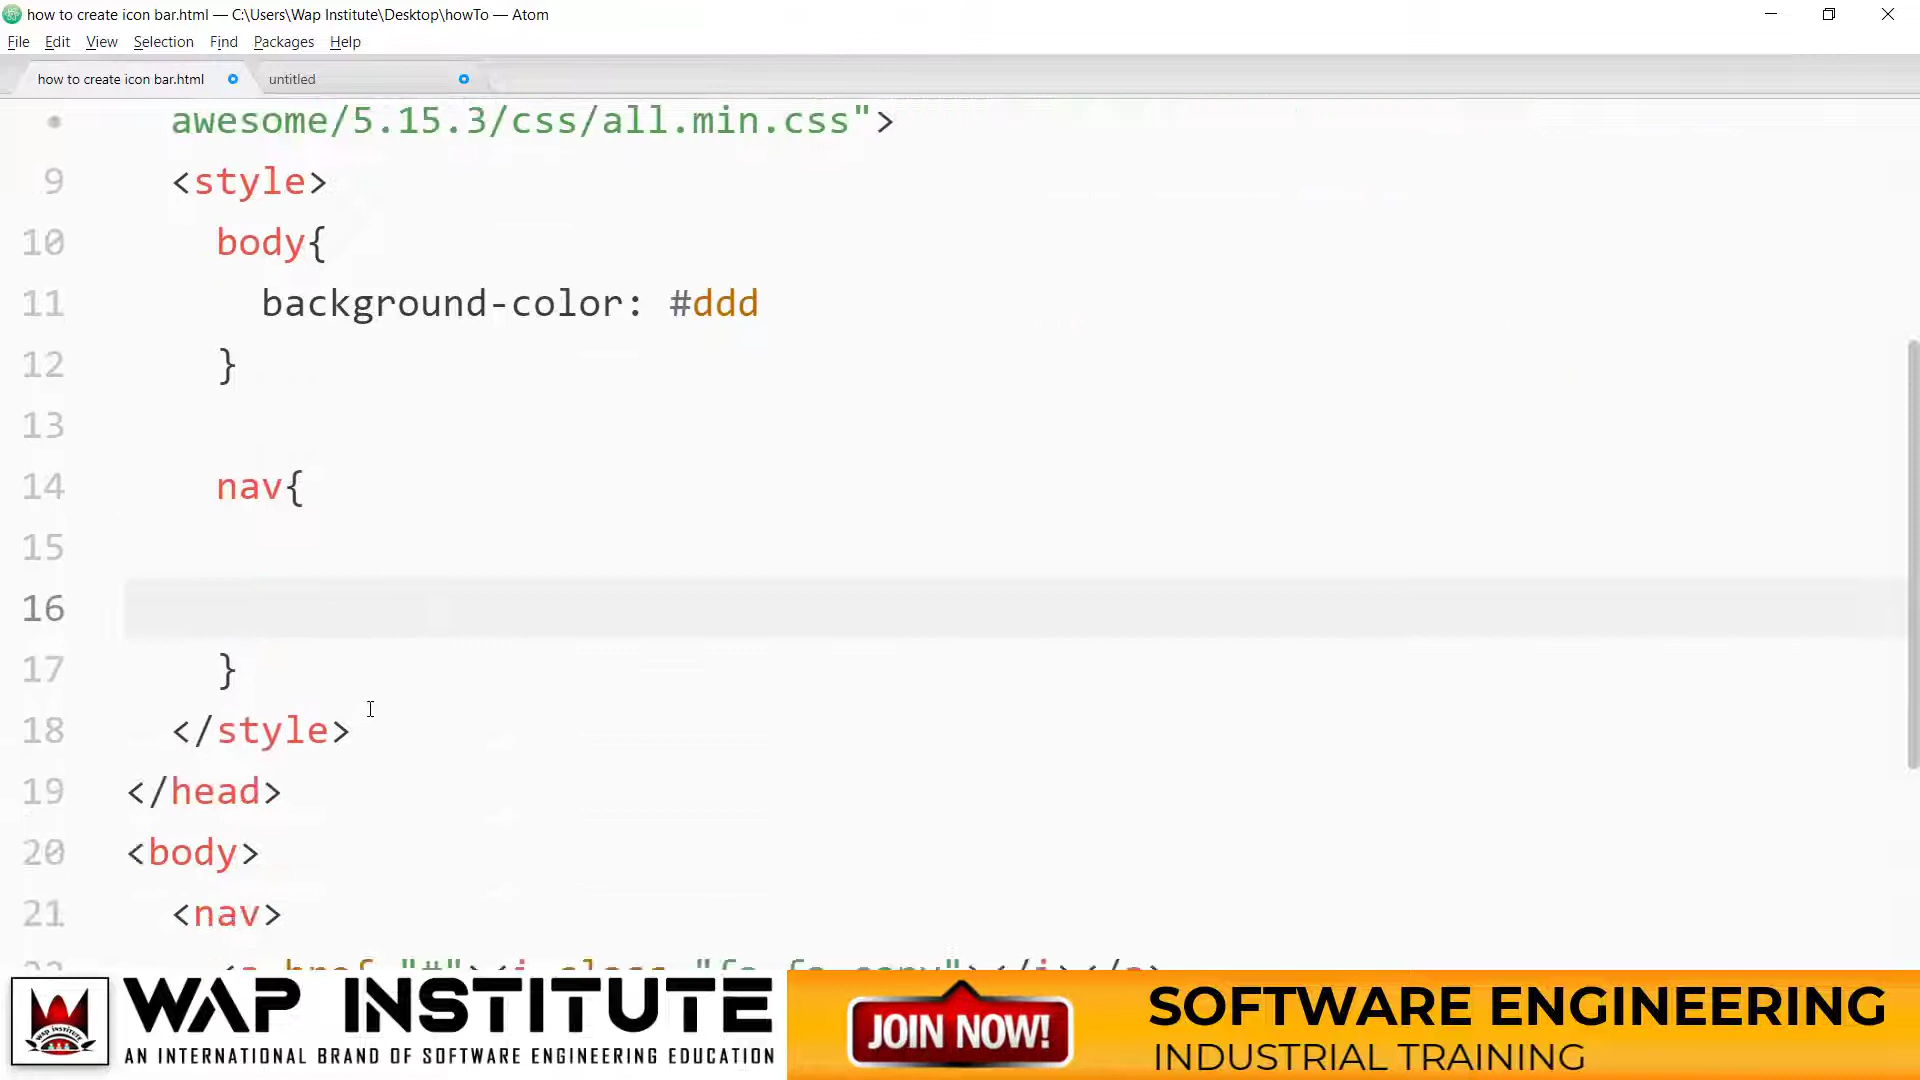 how to create icon bar.html — C:\Users\Wap Institute\Desktop\howTo — Atom
File Edit View Selection Find Packages Help
how to create icon bar.html untitled
awesome/5.15.3/css/all.min.css">
9 <style>
10 body{
11 background-color: #ddd
12 }
13
14 nav{
15
16
17 }
18 </style>
19 </head>
20 <body>
21 <nav>
WAP INSTITUTE
AN INTERNATIONAL BRAND OF SOFTWARE ENGINEERING EDUCATION
JOIN NOW!
SOFTWARE ENGINEERING
INDUSTRIAL TRAINING